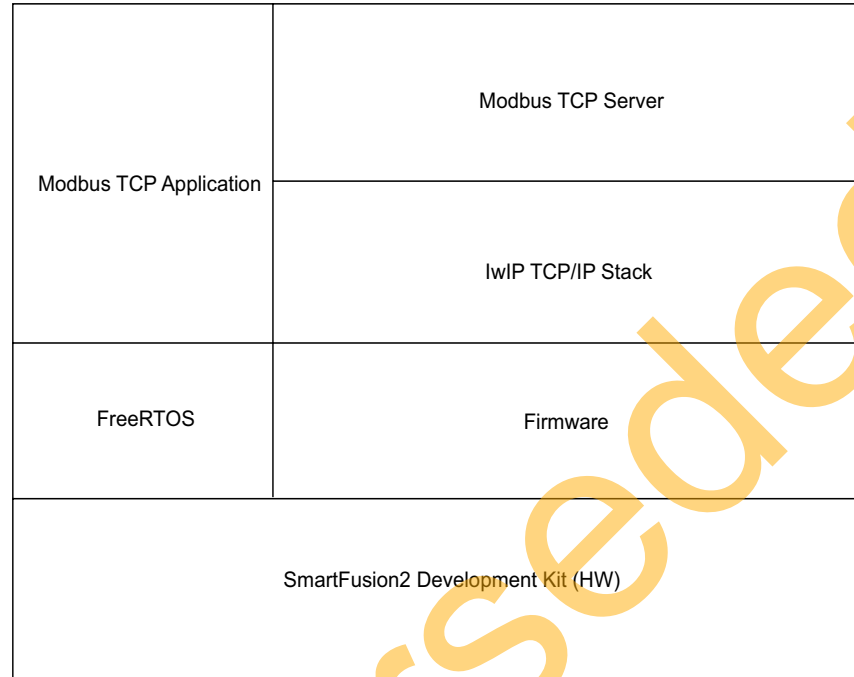 Modbus TCP Server
Modbus TCP Application
lwIP TCP/IP Stack
FreeRTOS
Firmware
SmartFusion2 Development Kit (HW)